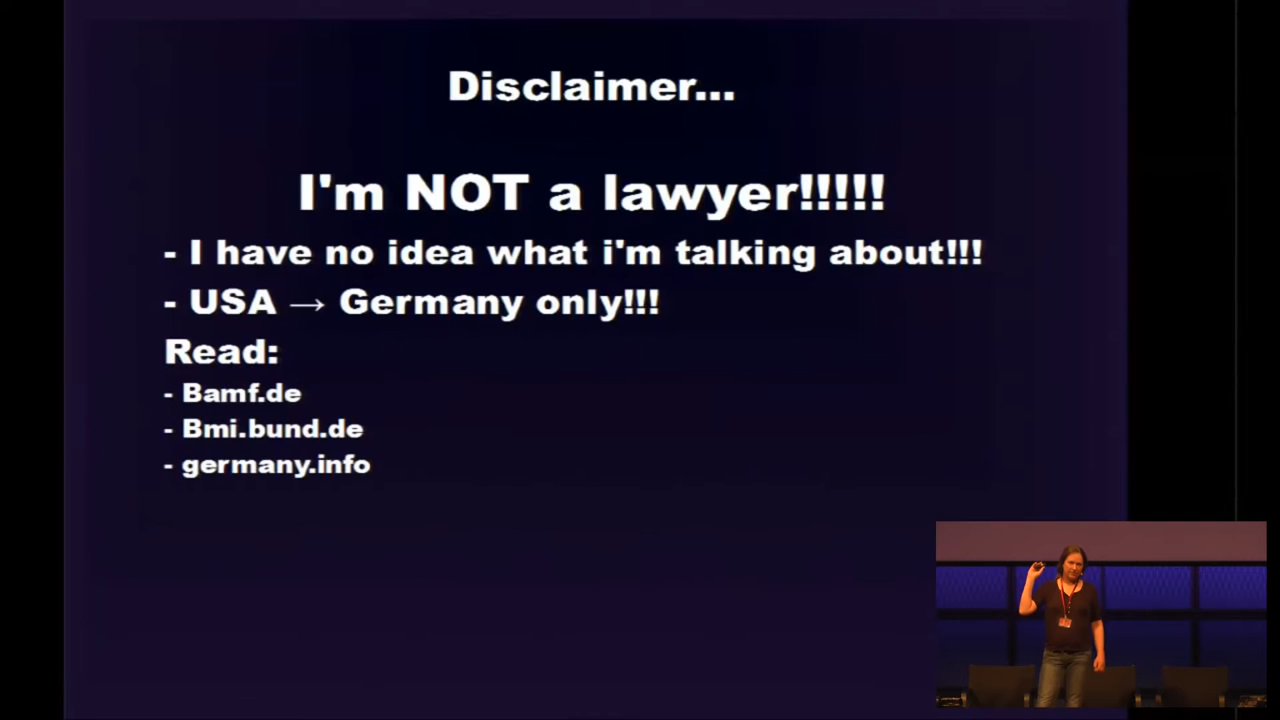 Disclaimer...
I'm NOT a lawyer!!!!!
- I have no idea what i'm talking about!!!
- USA → Germany only!!!
Read:
- Bamf.de
- Bmi.bund.de
- germany.info